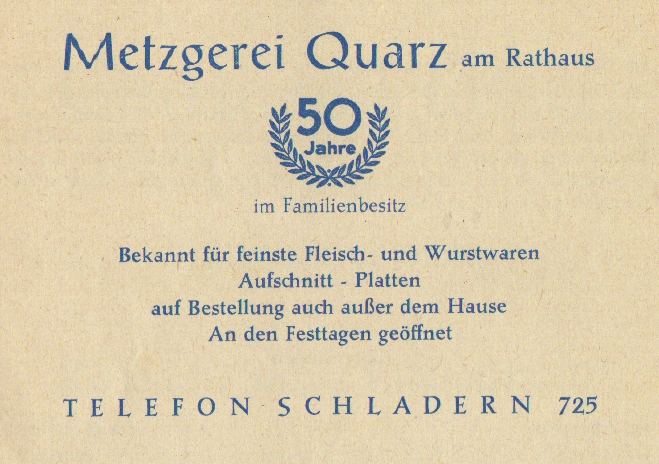 Metzgerei Quarz am Rathaus
50
Jahre
im Familienbesitz
Bekannt für feinste Fleisch- und Wurstwaren
Aufschnitt - Platten
auf Bestellung auch außer dem Hause
An den Festtagen geöffnet
TELEFON SCHLADERN 725